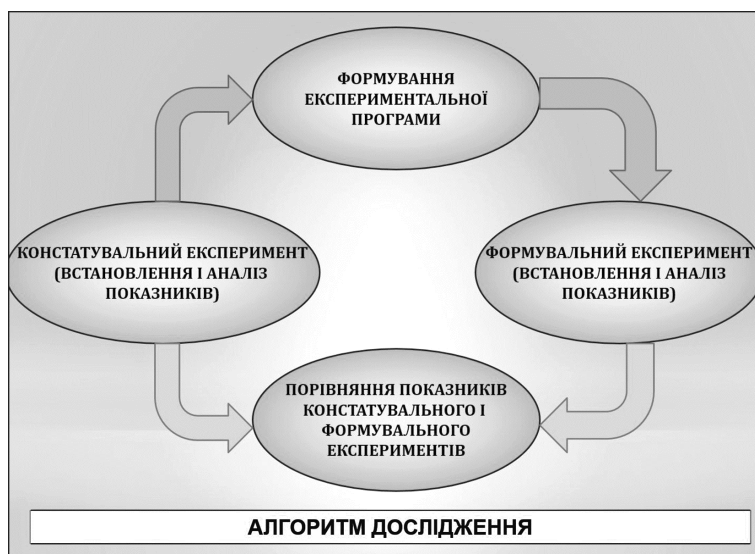 ФОРМУВАННЯ
ЕКСПЕРИМЕНТАЛЬНОЇ
ПРОГРАМИ
КОНСТАТУВАЛЬНИЙ ЕКСПЕРИМЕНТ
(ВСТАНОВЛЕННЯ І АНАЛІЗ
ПОКАЗНИКІВ)
ФОРМУВАЛЬНИЙ ЕКСПЕРИМЕНТ
(ВСТАНОВЛЕННЯ І АНАЛІЗ
ПОКАЗНИКІВ)
ПОРІВНЯННЯ ПОКАЗНИКІВ
КОНСТАТУВАЛЬНОГО І
ФОРМУВАЛЬНОГО
ЕКСПЕРИМЕНТІВ
АЛГОРИТМ ДОСЛІДЖЕННЯ